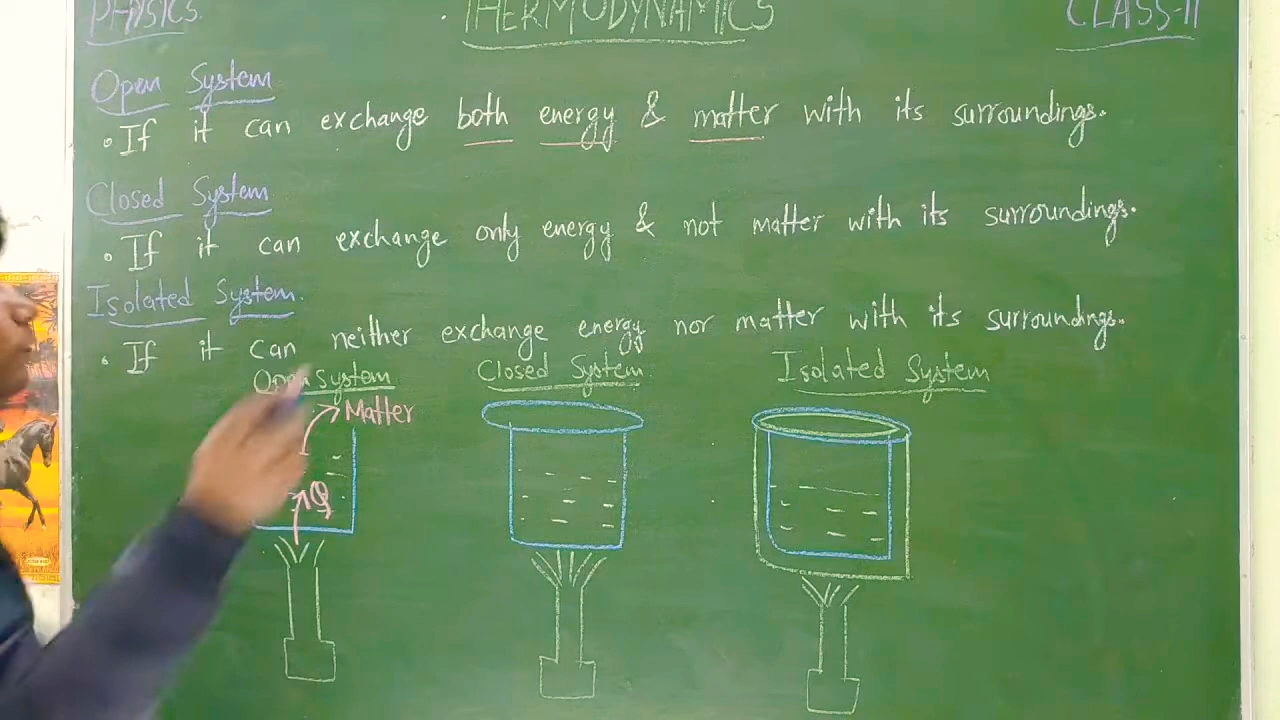 PHYSICS.
THERMODYNAMICS
CLASS-11
Open System
• If it can exchange both energy & matter with its surroundings.
Closed System
• If it can exchange only energy & not matter with its surroundings.
Isolated System.
• If it can neither exchange energy nor matter with its surroundings.
Open System
Closed System
Isolated System
Matter
Q